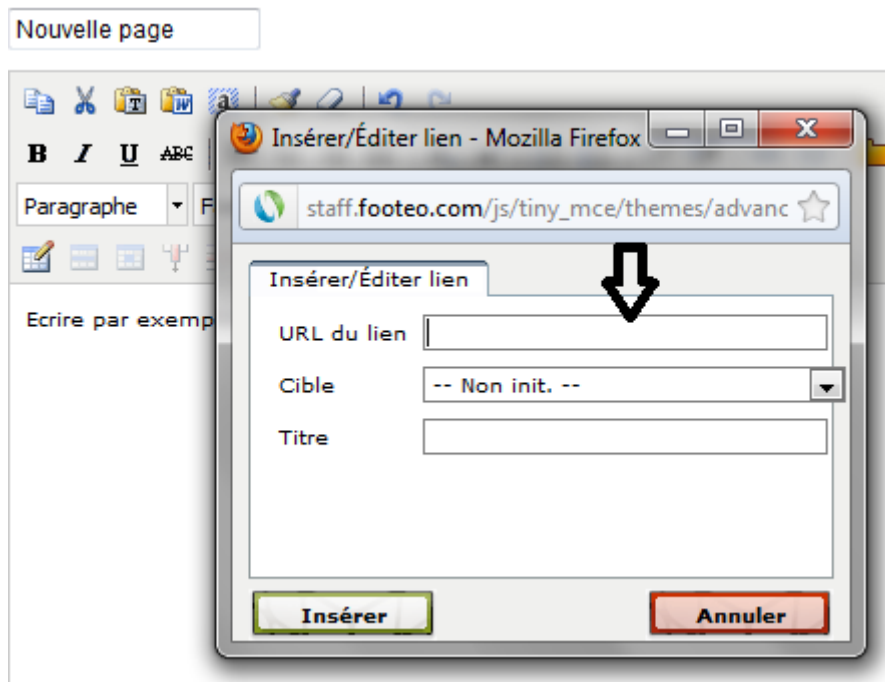 Nouvelle page
Insérer/Éditer lien - Mozilla Firefox
B I U ABC
staff.footeo.com/js/tiny_mce/themes/advanc
Paragraphe F
Insérer/Éditer lien
Ecrire par exemp
URL du lien
Cible -- Non init. --
Titre
Insérer Annuler